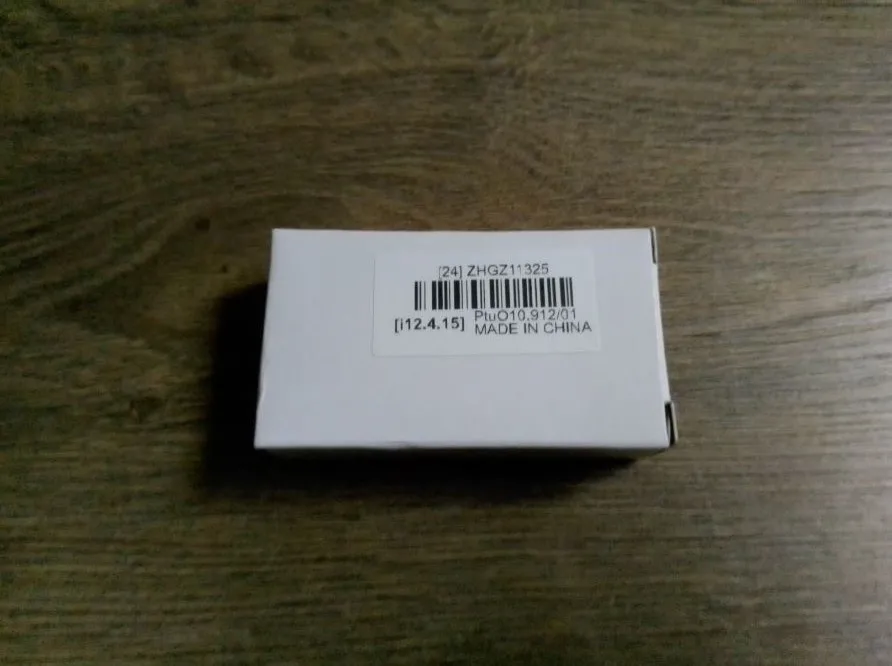 [24] ZHGZ11325
[i12.4.15] PtuO10.912/01
MADE IN CHINA